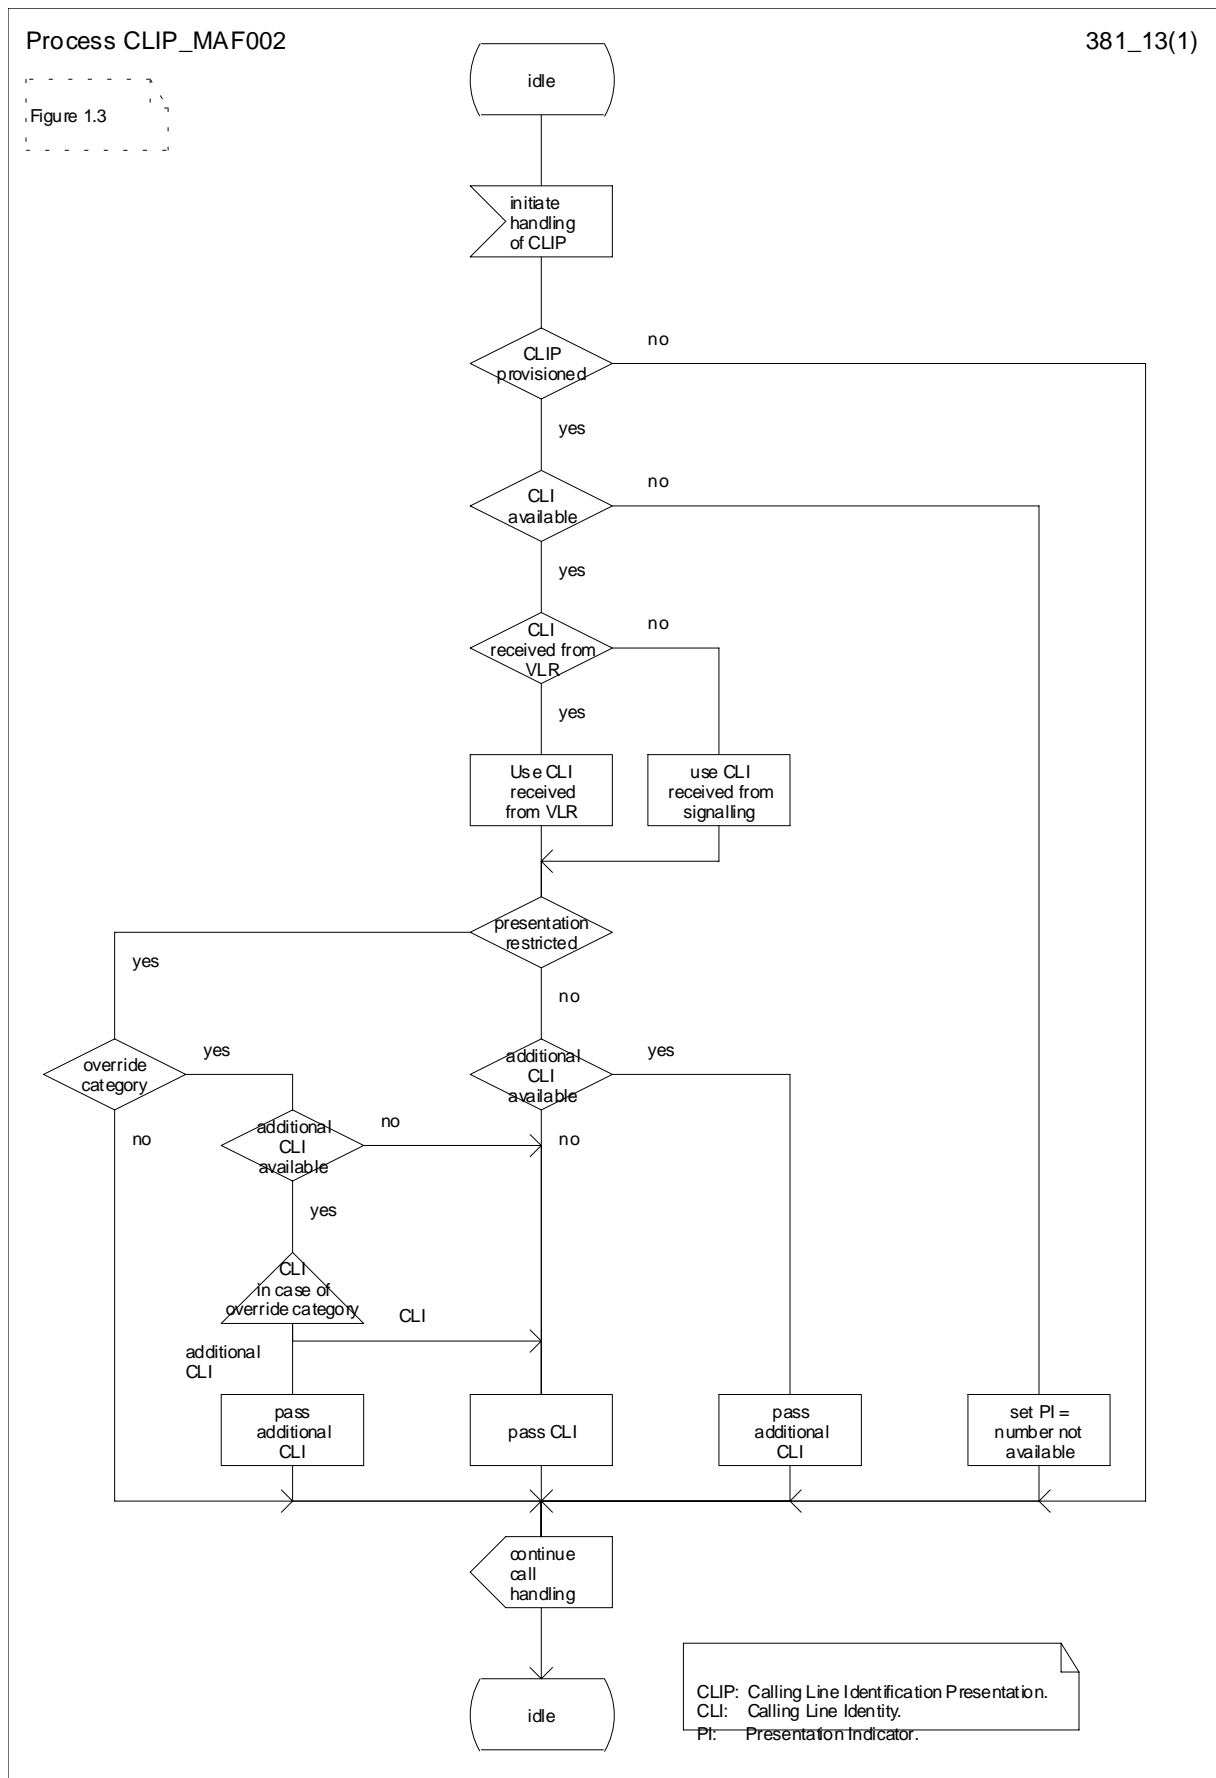 Process CLIP_MAF002
381_13(1)
Figure 1.3
idle
initiate
handling
of CLIP
CLIP
provisioned
no
yes
CLI
available
no
yes
CLI
received from
VLR
no
yes
Use CLI
received
from VLR
use CLI
received from
signalling
presentation
restricted
yes
no
override
category
yes
no
additional
CLI
available
yes
no
additional
CLI
available
no
yes
CLI
in case of
override category
CLI
additional
CLI
pass
additional
CLI
pass CLI
pass
additional
CLI
set PI =
number not
available
continue
call
handling
idle
CLIP: Calling Line Identification Presentation.
CLI: Calling Line Identity.
PI: Presentation Indicator.